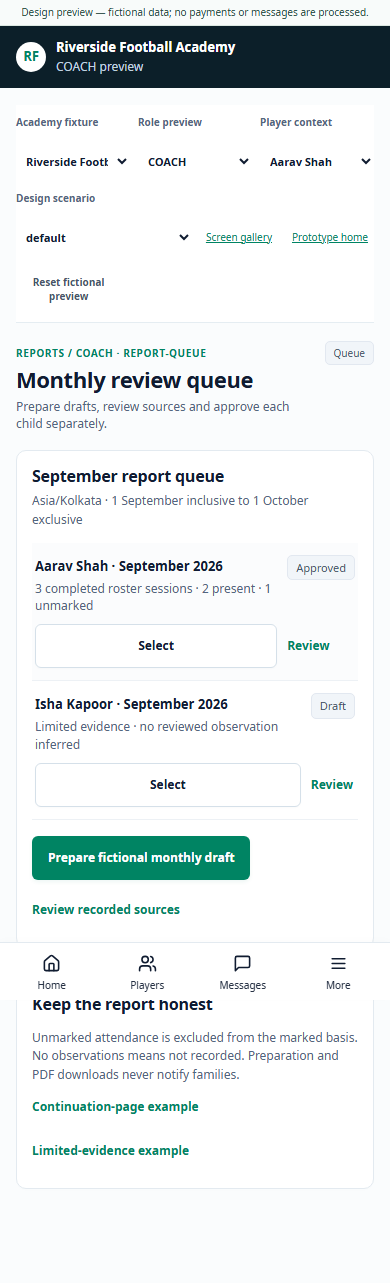 Design preview — fictional data; no payments or messages are processed.
RF
Riverside Football Academy
COACH preview
Academy fixture
Role preview
Player context
Riverside Footb
COACH
Aarav Shah
Design scenario
default
Screen gallery
Prototype home
Reset fictional
preview
REPORTS / COACH · REPORT-QUEUE
Queue
Monthly review queue
Prepare drafts, review sources and approve each
child separately.
September report queue
Asia/Kolkata · 1 September inclusive to 1 October
exclusive
Aarav Shah · September 2026
Approved
3 completed roster sessions · 2 present · 1
unmarked
Select
Review
Isha Kapoor · September 2026
Draft
Limited evidence · no reviewed observation
inferred
Select
Review
Prepare fictional monthly draft
Review recorded sources
Home
Players
Messages
More
Keep the report honest
Unmarked attendance is excluded from the marked basis.
No observations means not recorded. Preparation and
PDF downloads never notify families.
Continuation-page example
Limited-evidence example